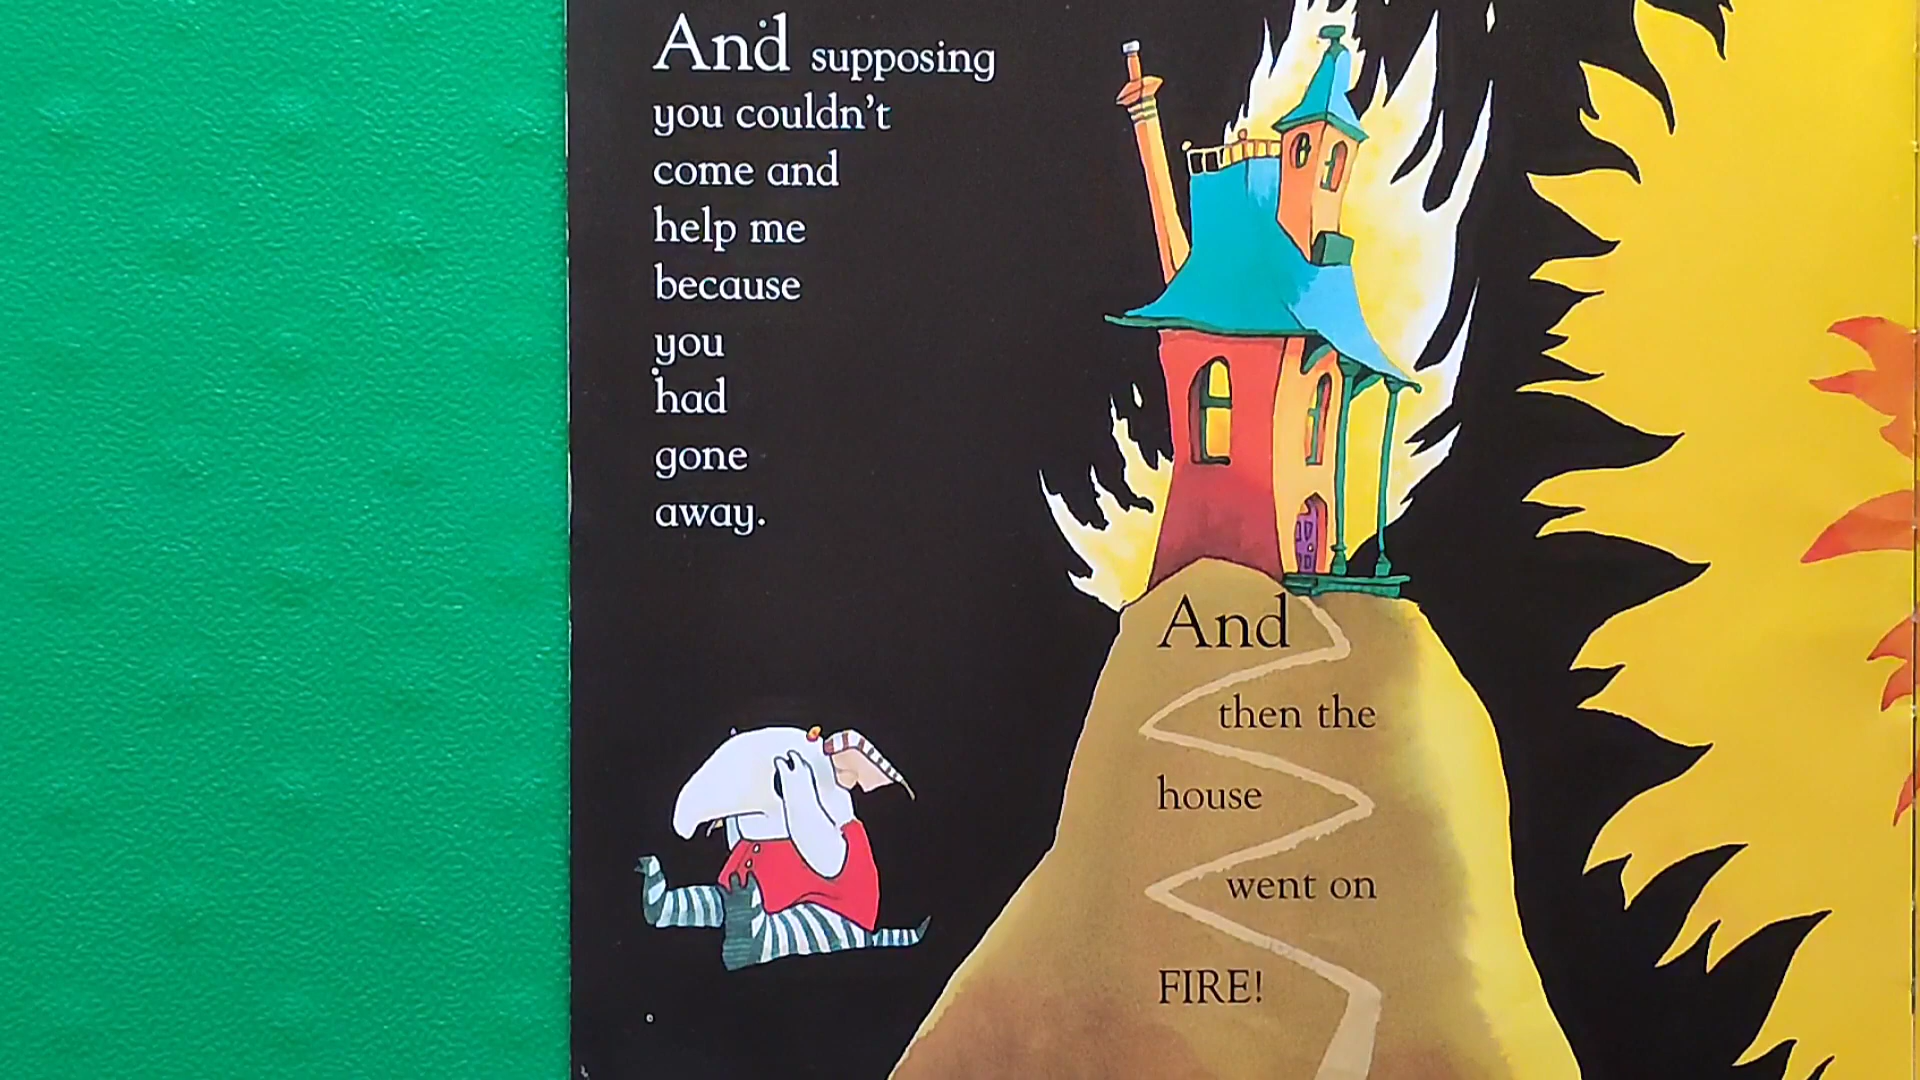 And supposing
you couldn't
come and
help me
because
you
had
gone
away.
And
then the
house
went on
FIRE!